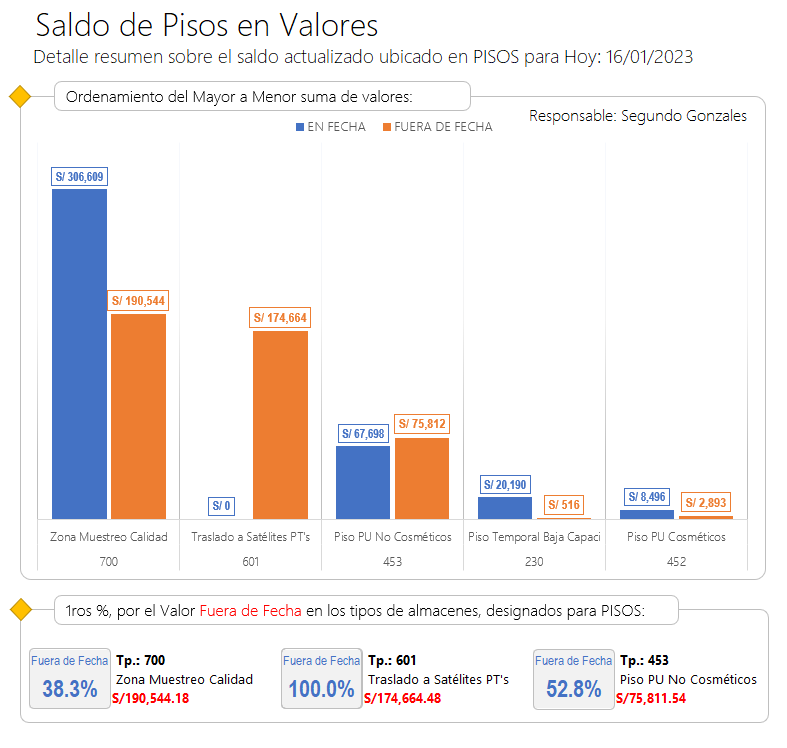 Saldo de Pisos en Valores
Detalle resumen sobre el saldo actualizado ubicado en PISOS para Hoy: 16/01/2023
Ordenamiento del Mayor a Menor suma de valores:
Responsable: Segundo Gonzales
EN FECHA FUERA DE FECHA
S/ 306,609
S/ 190,544
S/ 0
S/ 174,664
S/ 67,698
S/ 75,812
S/ 20,190
S/ 516
S/ 8,496
S/ 2,893
Zona Muestreo Calidad Traslado a Satélites PT's Piso PU No Cosméticos Piso Temporal Baja Capaci Piso PU Cosméticos
700 601 453 230 452
1ros %, por el Valor Fuera de Fecha en los tipos de almacenes, designados para PISOS:
Fuera de Fecha
38.3%
Tp.: 700
Zona Muestreo Calidad
S/190,544.18
Fuera de Fecha
100.0%
Tp.: 601
Traslado a Satélites PT's
S/174,664.48
Fuera de Fecha
52.8%
Tp.: 453
Piso PU No Cosméticos
S/75,811.54